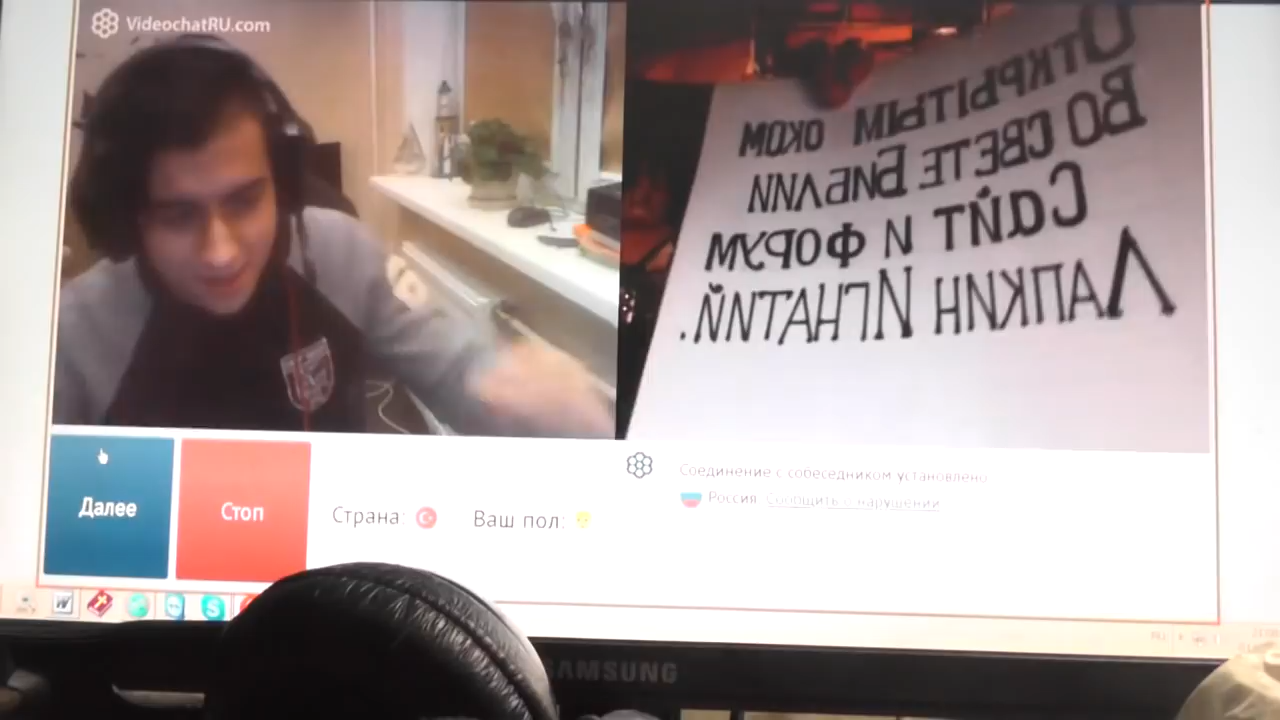 VideochatRU.com
Открытым оком
во свете Библии
Сайт и форум
Лапкин Игнатий.
Далее
Стоп
Страна:
Ваш пол:
Соединение с собеседником установлено
Россия Сообщить о нарушении
SAMSUNG